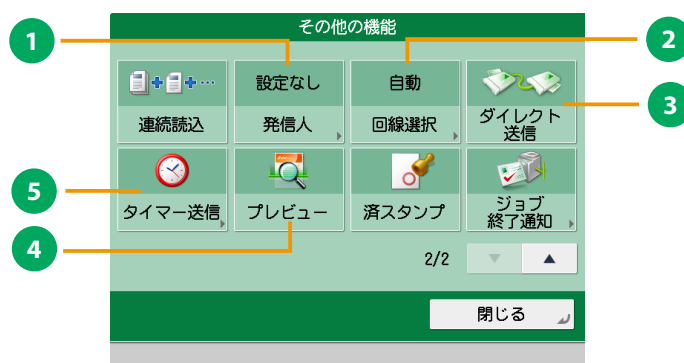 その他の機能
1
2
3
4
5
設定なし
自動
連続読込
発信人
回線選択
ダイレクト
送信
タイマー送信
プレビュー
済スタンプ
ジョブ
終了通知
2/2
閉じる